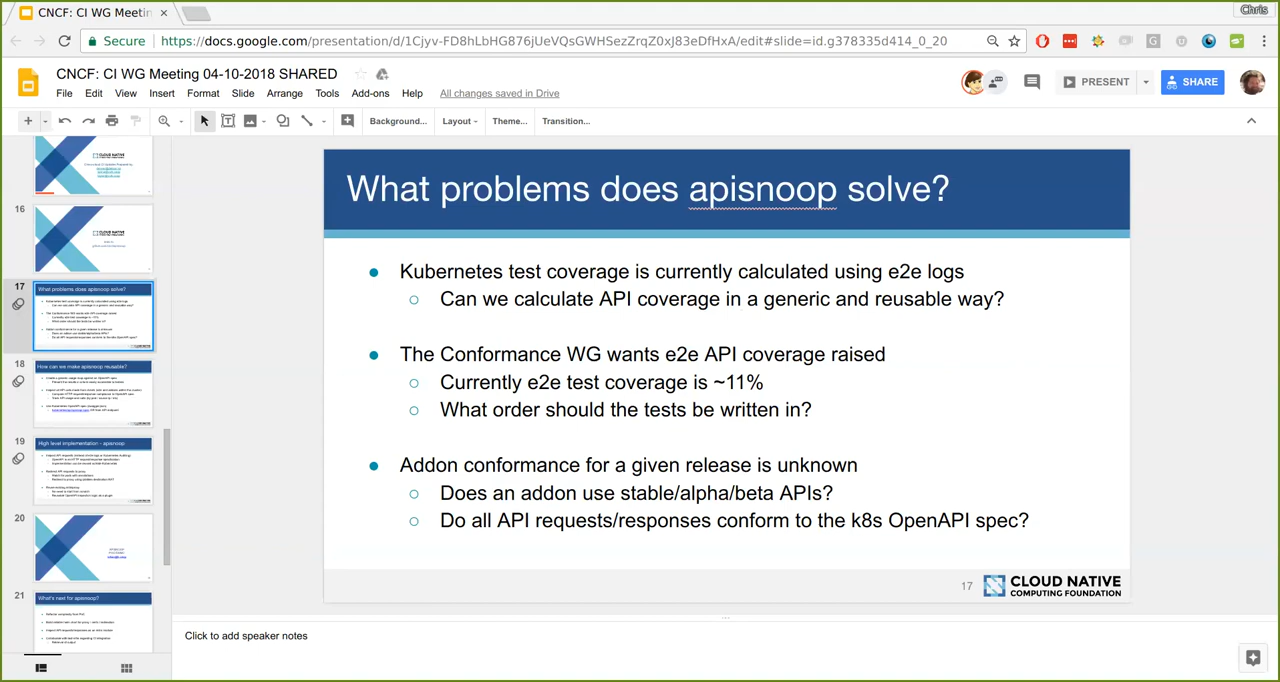 CNCF: CI WG Meetin
Chris
Secure
https://docs.google.com/presentation/d/1Cjyv-FD8hLbHG876jUeVQsGWHSezZrqZ0xJ83eDfHxA/edit#slide=id.g378335d414_0_20
CNCF: CI WG Meeting 04-10-2018 SHARED
File Edit View Insert Format Slide Arrange Tools Add-ons Help All changes saved in Drive
PRESENT
SHARE
Background... Layout Theme... Transition...
16
17
What problems does apisnoop solve?
18
How can we make apisnoop reusable?
19
High level implementation - apisnoop
20
21
What's next for apisnoop?
What problems does apisnoop solve?
Kubernetes test coverage is currently calculated using e2e logs
Can we calculate API coverage in a generic and reusable way?
The Conformance WG wants e2e API coverage raised
Currently e2e test coverage is ~11%
What order should the tests be written in?
Addon conformance for a given release is unknown
Does an addon use stable/alpha/beta APIs?
Do all API requests/responses conform to the k8s OpenAPI spec?
17
CLOUD NATIVE
COMPUTING FOUNDATION
Click to add speaker notes